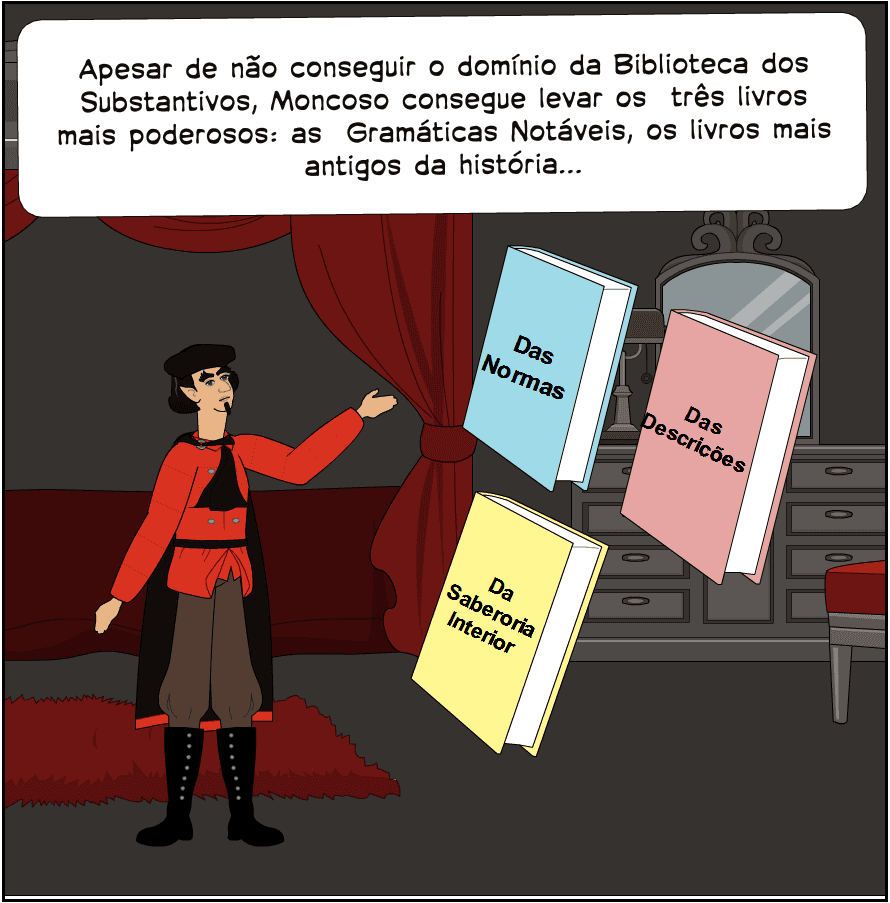 Apesar de não conseguir o domínio da Biblioteca dos
Substantivos, Moncoso consegue levar os três livros
mais poderosos: as Gramáticas Notáveis, os livros mais
antigos da história...
Das
Normas
Das
Descricões
Da
Saberoria
Interior